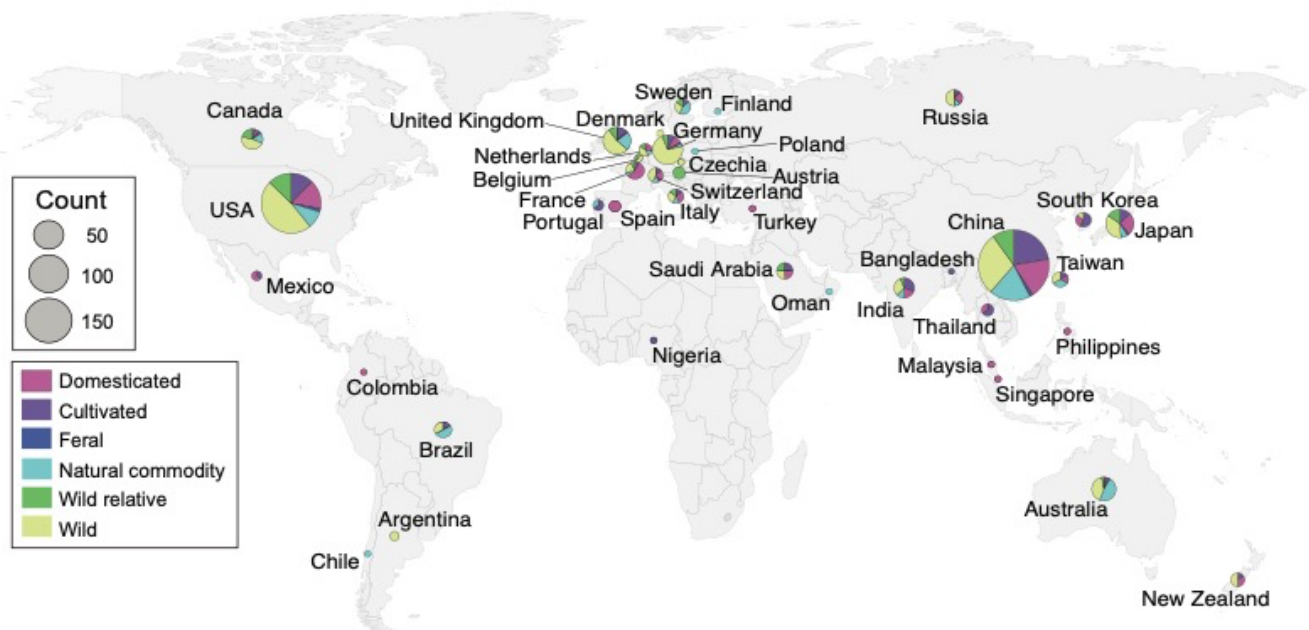 Sweden
Finland
Canada
Russia
United Kingdom
Denmark
Germany
Poland
Netherlands
Czechia
Belgium
Austria
Switzerland
France
Italy
Portugal
Spain
Turkey
Count
50
100
150
USA
Mexico
South Korea
China
Japan
Bangladesh
Taiwan
Saudi Arabia
Oman
India
Thailand
Philippines
Nigeria
Malaysia
Singapore
Colombia
Brazil
Domesticated
Cultivated
Feral
Natural commodity
Wild relative
Wild
Argentina
Chile
Australia
New Zealand